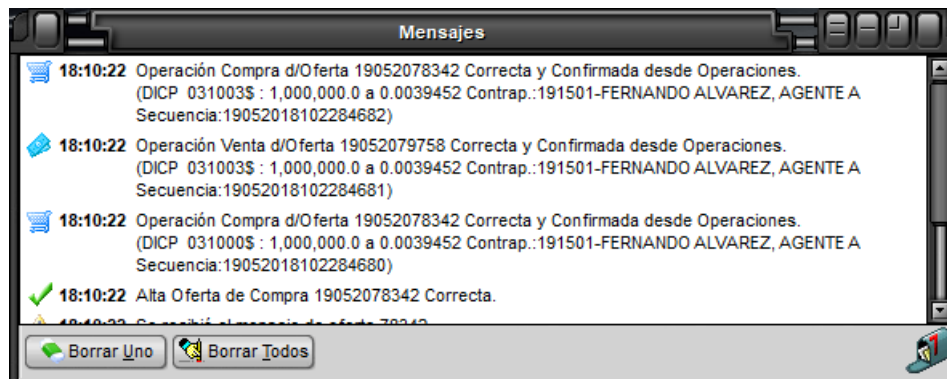 Mensajes
18:10:22 Operación Compra d/Oferta 19052078342 Correcta y Confirmada desde Operaciones.
(DICP 031003$ : 1,000,000.0 a 0.0039452 Contrap.:191501-FERNANDO ALVAREZ, AGENTE A
Secuencia:19052018102284682)
18:10:22 Operación Venta d/Oferta 19052079758 Correcta y Confirmada desde Operaciones.
(DICP 031003$ : 1,000,000.0 a 0.0039452 Contrap.:191501-FERNANDO ALVAREZ, AGENTE A
Secuencia:19052018102284681)
18:10:22 Operación Compra d/Oferta 19052078342 Correcta y Confirmada desde Operaciones.
(DICP 031000$ : 1,000,000.0 a 0.0039452 Contrap.:191501-FERNANDO ALVAREZ, AGENTE A
Secuencia:19052018102284680)
18:10:22 Alta Oferta de Compra 19052078342 Correcta.
Borrar Uno Borrar Todos